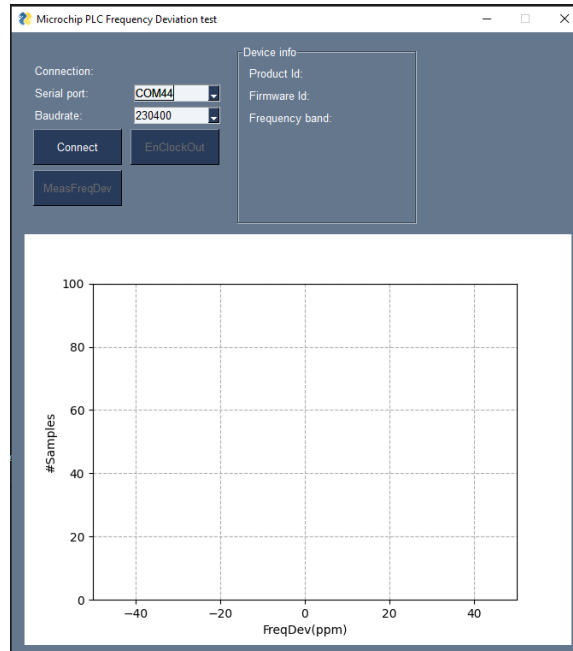 Microchip PLC Frequency Deviation test
Connection:
Serial port: COM44
Baudrate: 230400
Connect EnClockOut
MeasFreqDev
Device info
Product Id:
Firmware Id:
Frequency band:
100
80
60
40
20
0
#Samples
−40 −20 0 20 40
FreqDev(ppm)